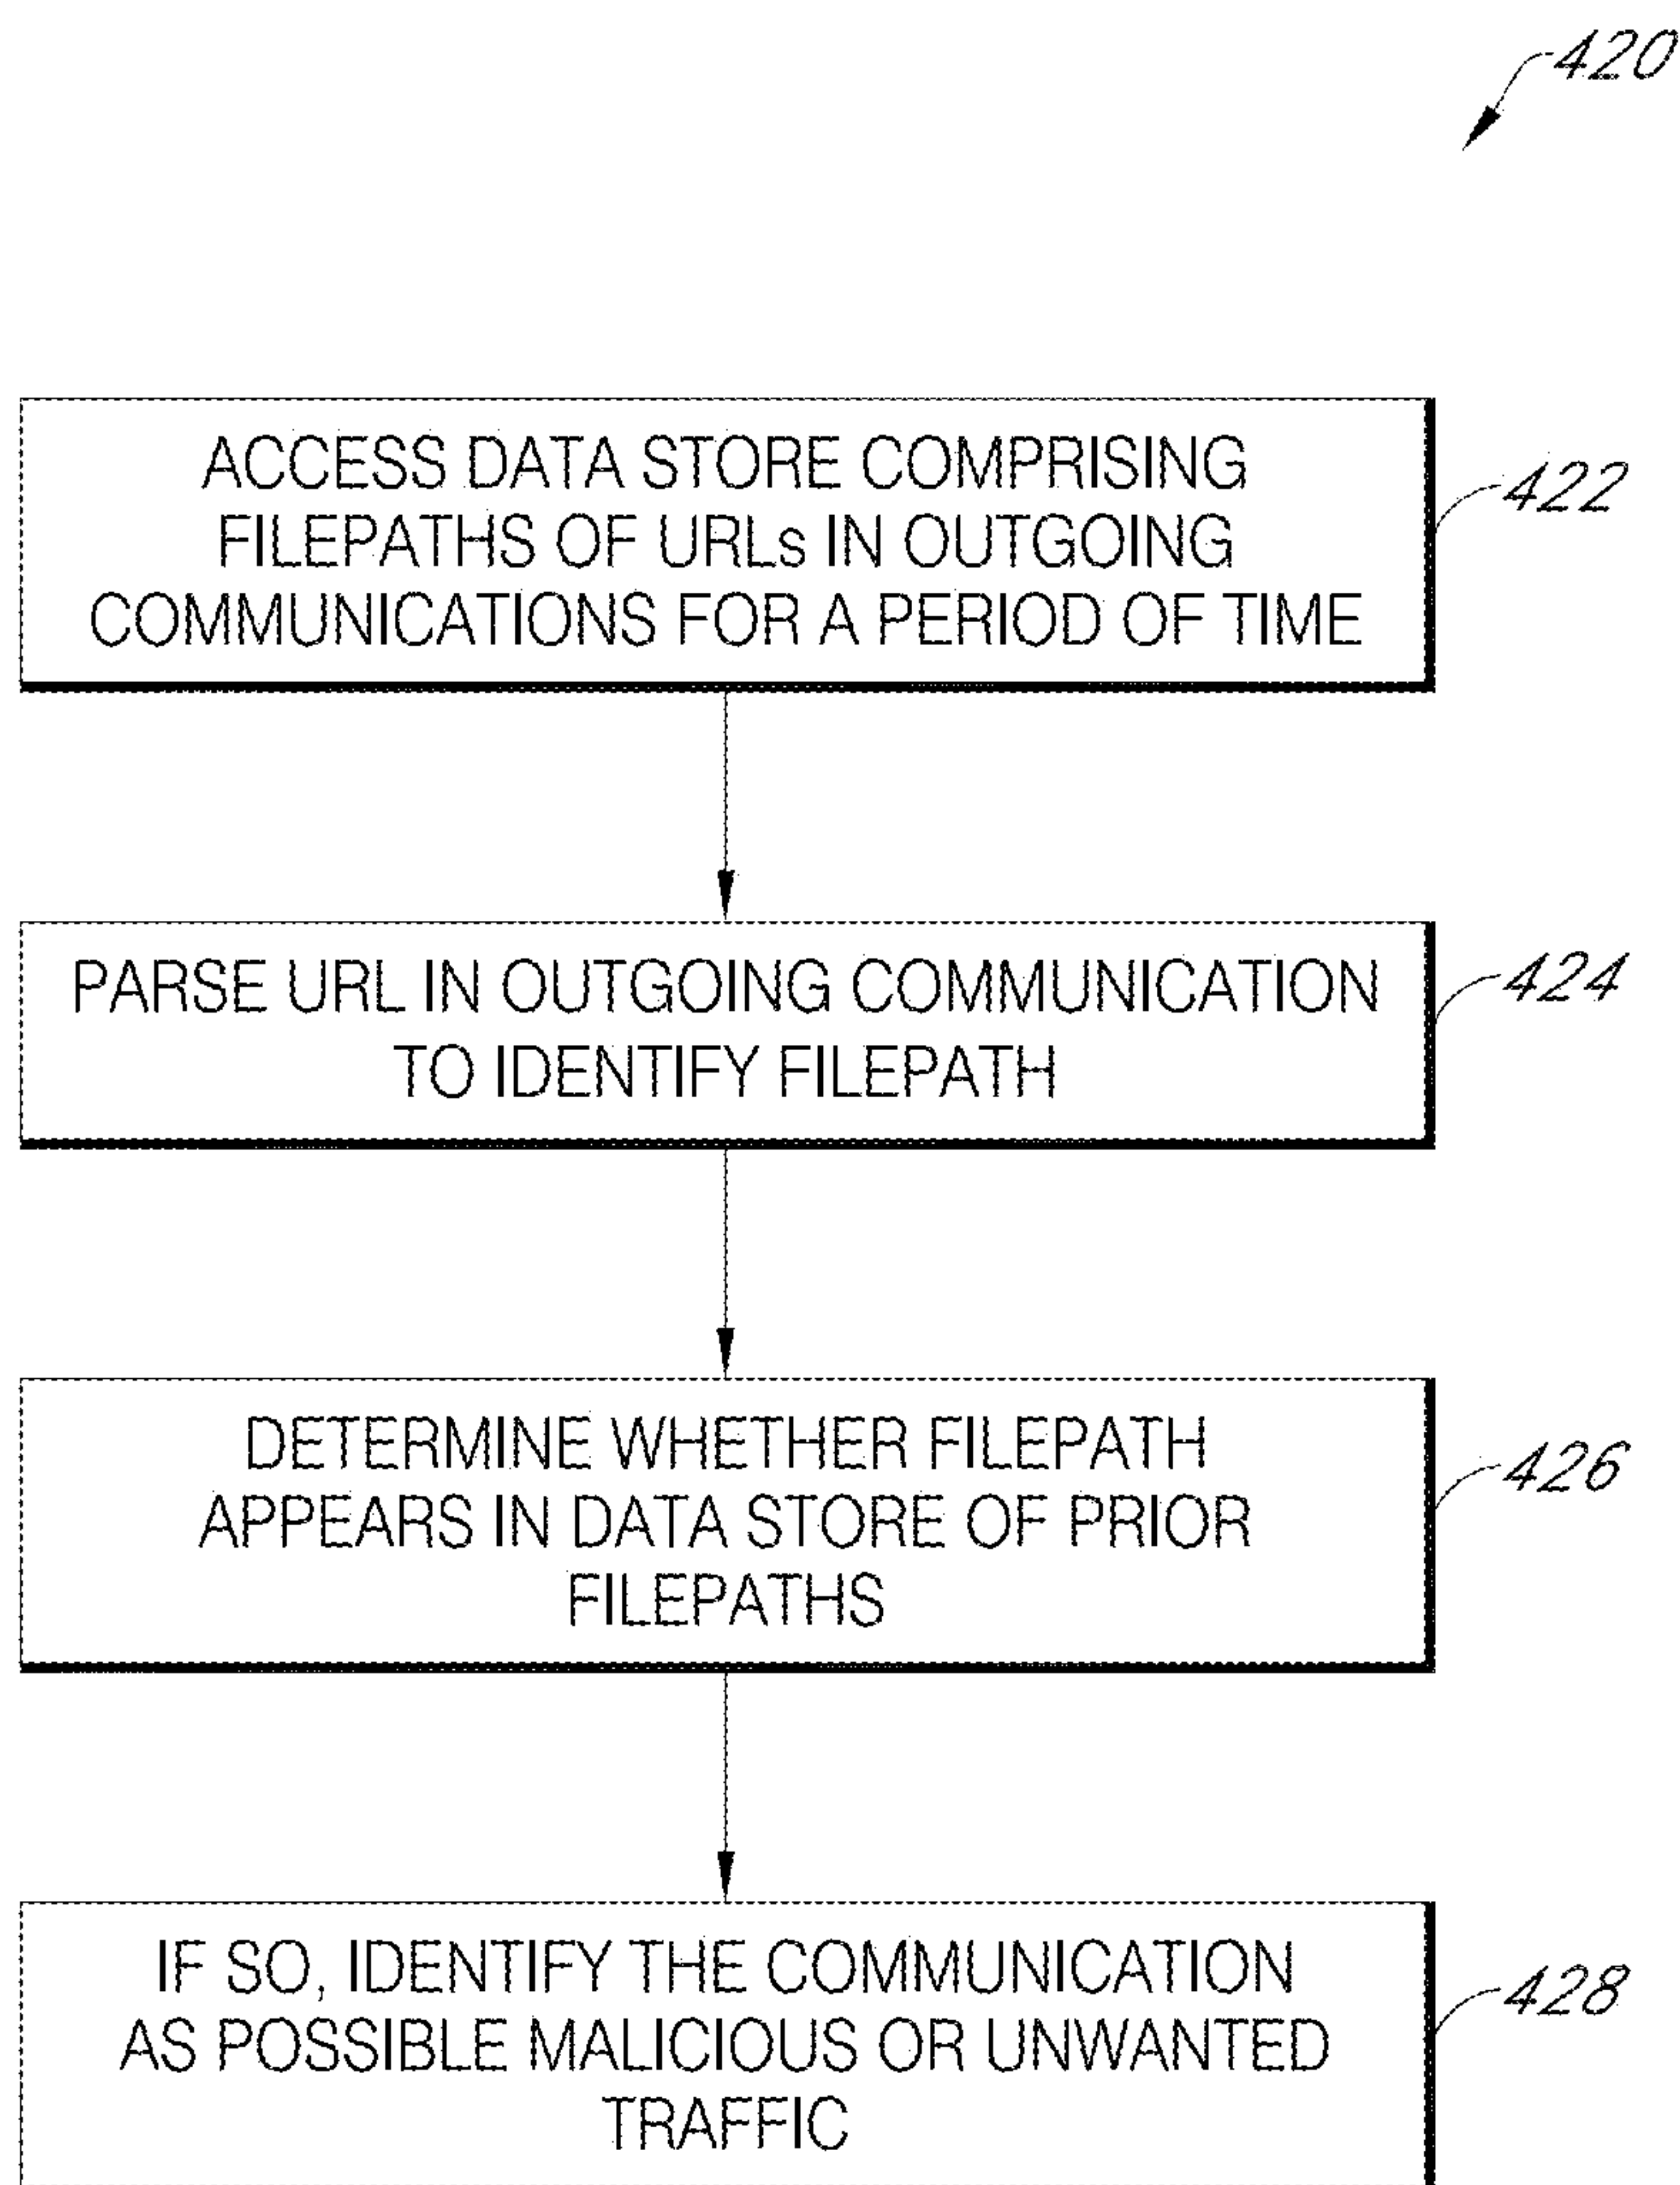 420
ACCESS DATA STORE COMPRISING
FILEPATHS OF URLs IN OUTGOING
COMMUNICATIONS FOR A PERIOD OF TIME
422
PARSE URL IN OUTGOING COMMUNICATION
TO IDENTIFY FILEPATH
424
DETERMINE WHETHER FILEPATH
APPEARS IN DATA STORE OF PRIOR
FILEPATHS
426
IF SO, IDENTIFY THE COMMUNICATION
AS POSSIBLE MALICIOUS OR UNWANTED
TRAFFIC
428